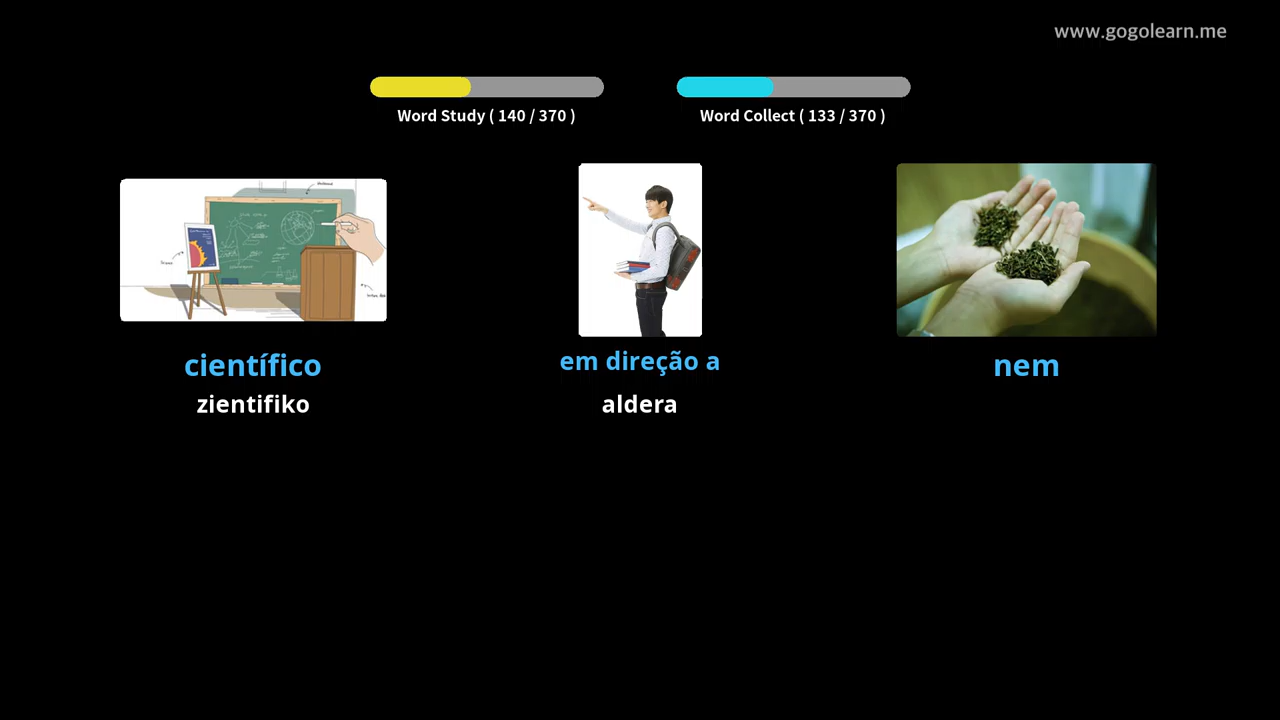 www.gogolearn.me
Word Study ( 140 / 370 )
Word Collect ( 133 / 370 )
científico
em direção a
nem
zientifiko
aldera